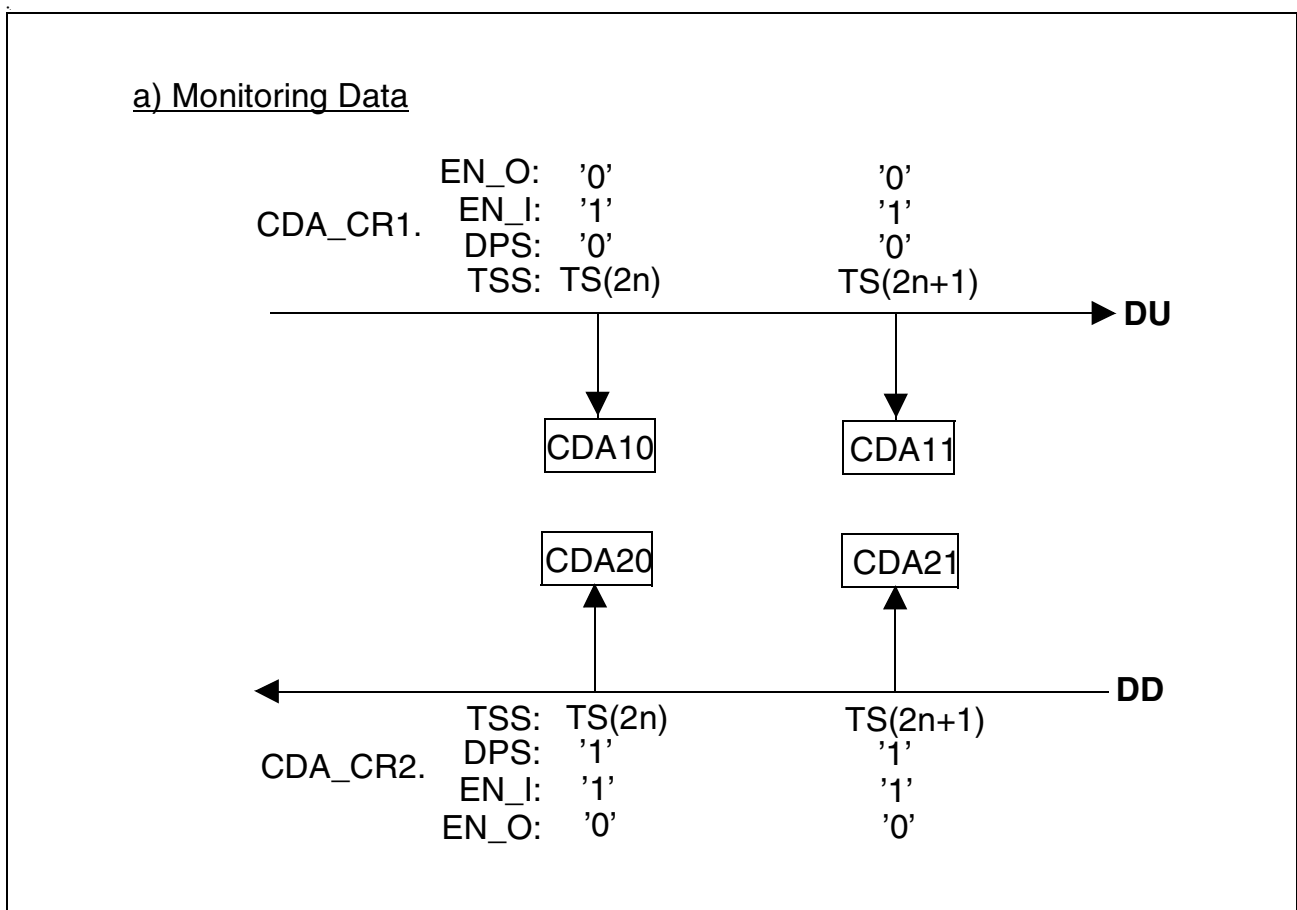 a) Monitoring Data
EN_O: ’0’ ’0’
CDA_CR1. EN_I: ’1’ ’1’
DPS: ’0’ ’0’
TSS: TS(2n) TS(2n+1)
DU
CDA10 CDA11
CDA20 CDA21
DD
TSS: TS(2n) TS(2n+1)
CDA_CR2. DPS: ’1’ ’1’
EN_I: ’1’ ’1’
EN_O: ’0’ ’0’